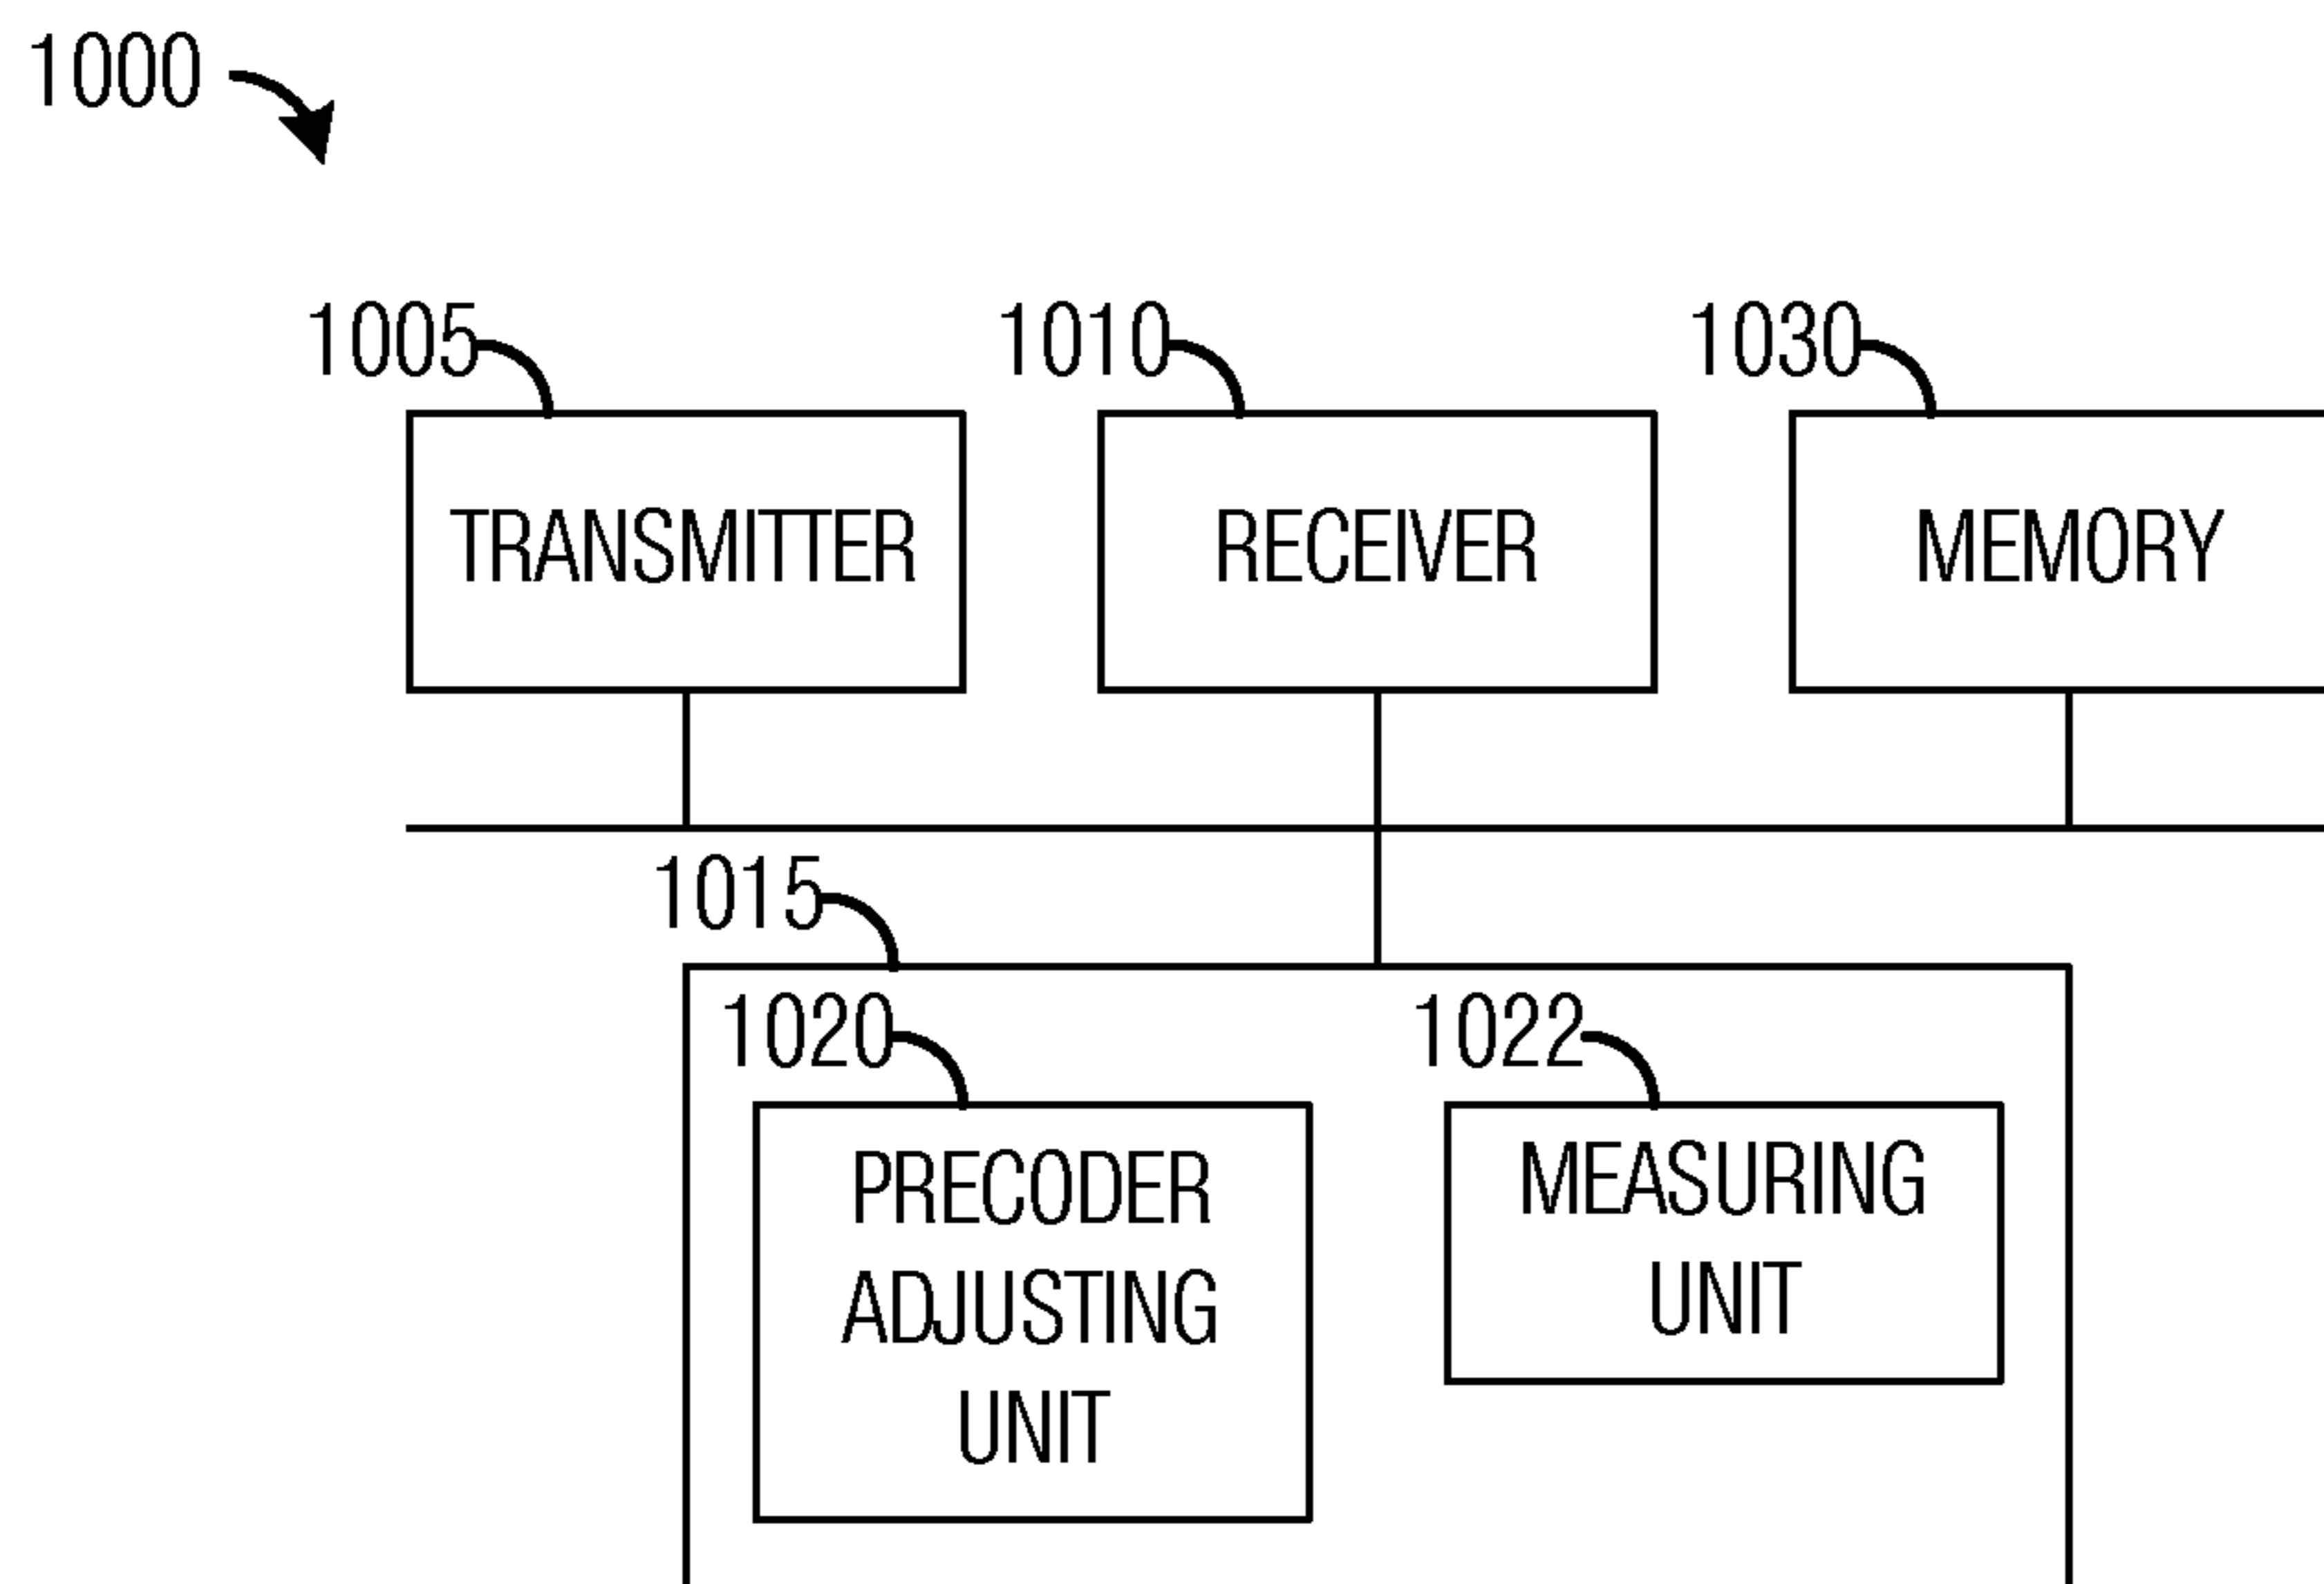 1000
1005
1010
1030
TRANSMITTER
RECEIVER
MEMORY
1015
1020
1022
PRECODER
ADJUSTING
UNIT
MEASURING
UNIT